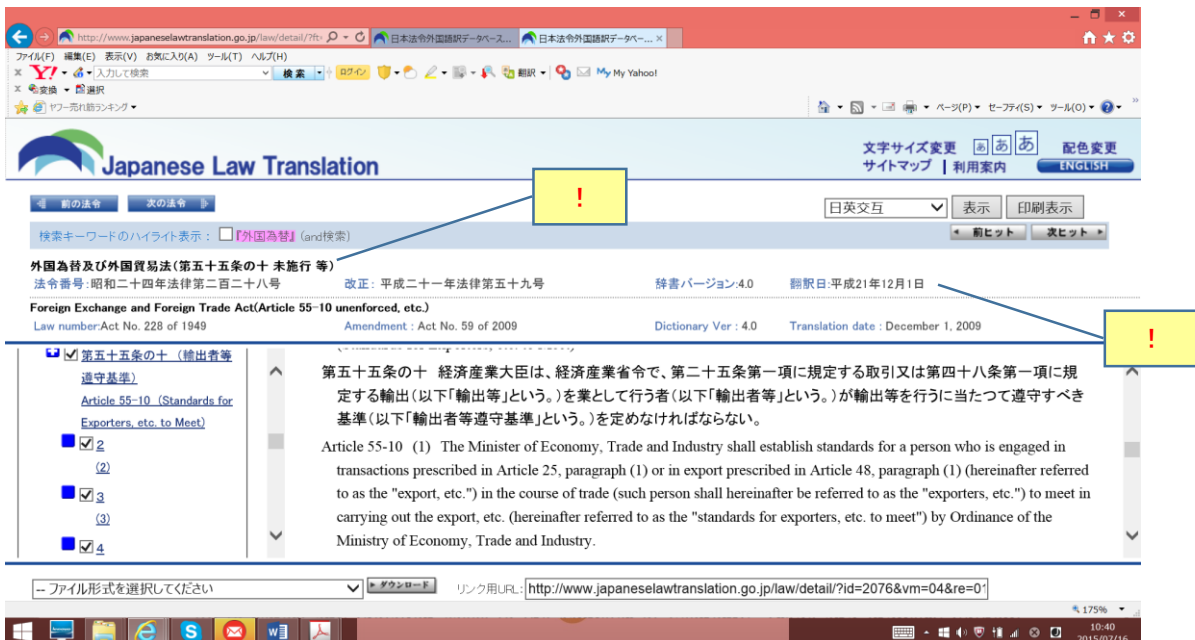 http://www.japaneselawtranslation.go.jp/law/detail/?ft
日本法令外国語訳データベース...
日本法令外国語訳データベー... ×
ファイル(F) 編集(E) 表示(V) お気に入り(A) ツール(T) ヘルプ(H)
x Y! 入力して検索 検索 ログイン 翻訳 My Yahoo!
x 変換 選択
ヤフー売れ筋ランキング ページ(P) セーフティ(S) ツール(O) »
Japanese Law Translation
文字サイズ変更 あ あ あ 配色変更
サイトマップ | 利用案内 ENGLISH
!
前の法令 次の法令
日英交互 表示 印刷表示
検索キーワードのハイライト表示： 『外国為替』 (and検索)
前ヒット 次ヒット
外国為替及び外国貿易法(第五十五条の十 未施行 等)
法令番号:昭和二十四年法律第二百二十八号 改正: 平成二十一年法律第五十九号 辞書バージョン:4.0 翻訳日:平成21年12月1日
Foreign Exchange and Foreign Trade Act(Article 55-10 unenforced, etc.)
Law number:Act No. 228 of 1949 Amendment : Act No. 59 of 2009 Dictionary Ver : 4.0 Translation date : December 1, 2009
!
第五十五条の十 （輸出者等
遵守基準）
Article 55-10 (Standards for
Exporters, etc. to Meet)
2
(2)
3
(3)
4
第五十五条の十 経済産業大臣は、経済産業省令で、第二十五条第一項に規定する取引又は第四十八条第一項に規
定する輸出(以下「輸出等」という。)を業として行う者(以下「輸出者等」という。)が輸出等を行うに当たつて遵守すべき
基準(以下「輸出者等遵守基準」という。)を定めなければならない。
Article 55-10 (1) The Minister of Economy, Trade and Industry shall establish standards for a person who is engaged in
transactions prescribed in Article 25, paragraph (1) or in export prescribed in Article 48, paragraph (1) (hereinafter referred
to as the "export, etc.") in the course of trade (such person shall hereinafter be referred to as the "exporters, etc.") to meet in
carrying out the export, etc. (hereinafter referred to as the "standards for exporters, etc. to meet") by Ordinance of the
Ministry of Economy, Trade and Industry.
-- ファイル形式を選択してください ダウンロード リンク用URL: http://www.japaneselawtranslation.go.jp/law/detail/?id=2076&vm=04&re=01
175%
10:40
2015/07/16